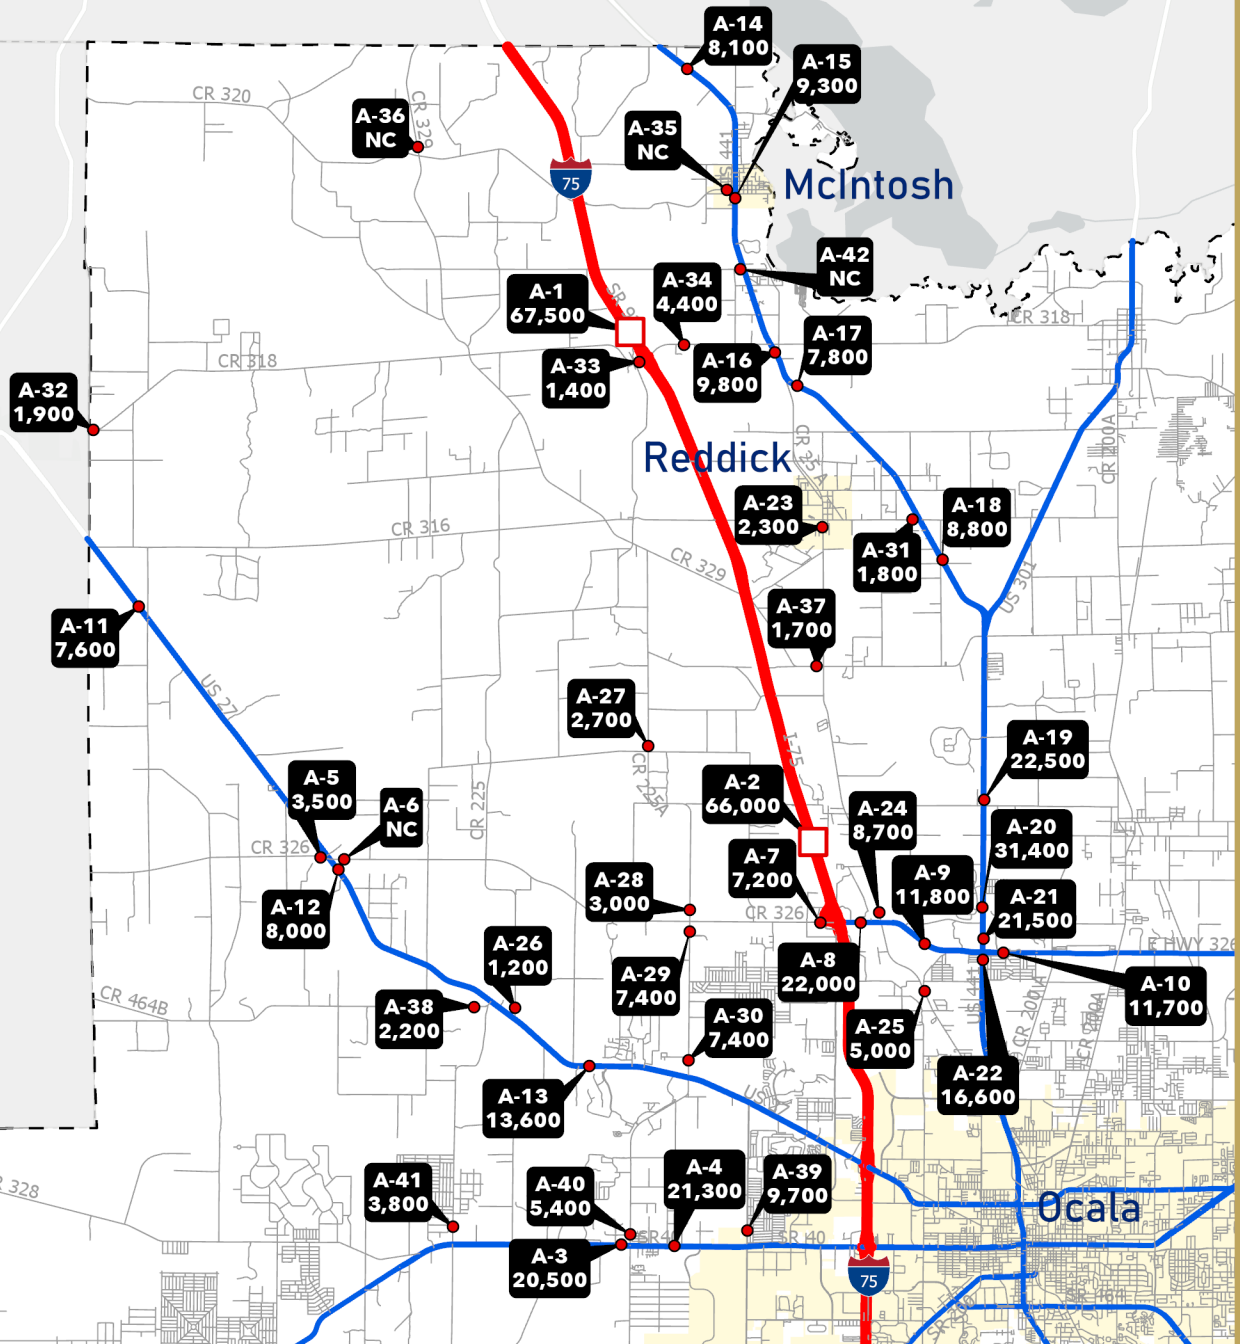 A-14
8,100
A-15
9,300
CR 320
A-36
NC
CR 329
A-35
NC
US 441
75
McIntosh
A-42
NC
A-34
4,400
A-1
67,500
SR 9
CR 318
A-17
7,800
A-16
9,800
CR 318
A-33
1,400
A-32
1,900
CR 25A
CR 200A
Reddick
A-23
2,300
A-18
8,800
CR 316
A-31
1,800
CR 329
US 301
A-37
1,700
A-11
7,600
US 27
A-27
2,700
I-75
A-19
22,500
CR 225A
A-5
3,500
A-6
NC
CR 225
A-2
66,000
A-24
8,700
A-20
31,400
CR 326
A-7
7,200
A-9
11,800
A-28
3,000
A-12
8,000
CR 326
A-21
21,500
E HWY 326
A-26
1,200
A-29
7,400
A-8
22,000
A-10
11,700
CR 464B
A-38
2,200
US 441
CR 200A
CR 200A
A-30
7,400
A-25
5,000
A-22
16,600
A-13
13,600
US
A-41
3,800
A-40
5,400
A-4
21,300
A-39
9,700
R 328
Ocala
SR 4
SR 40
A-3
20,500
75
SR 464